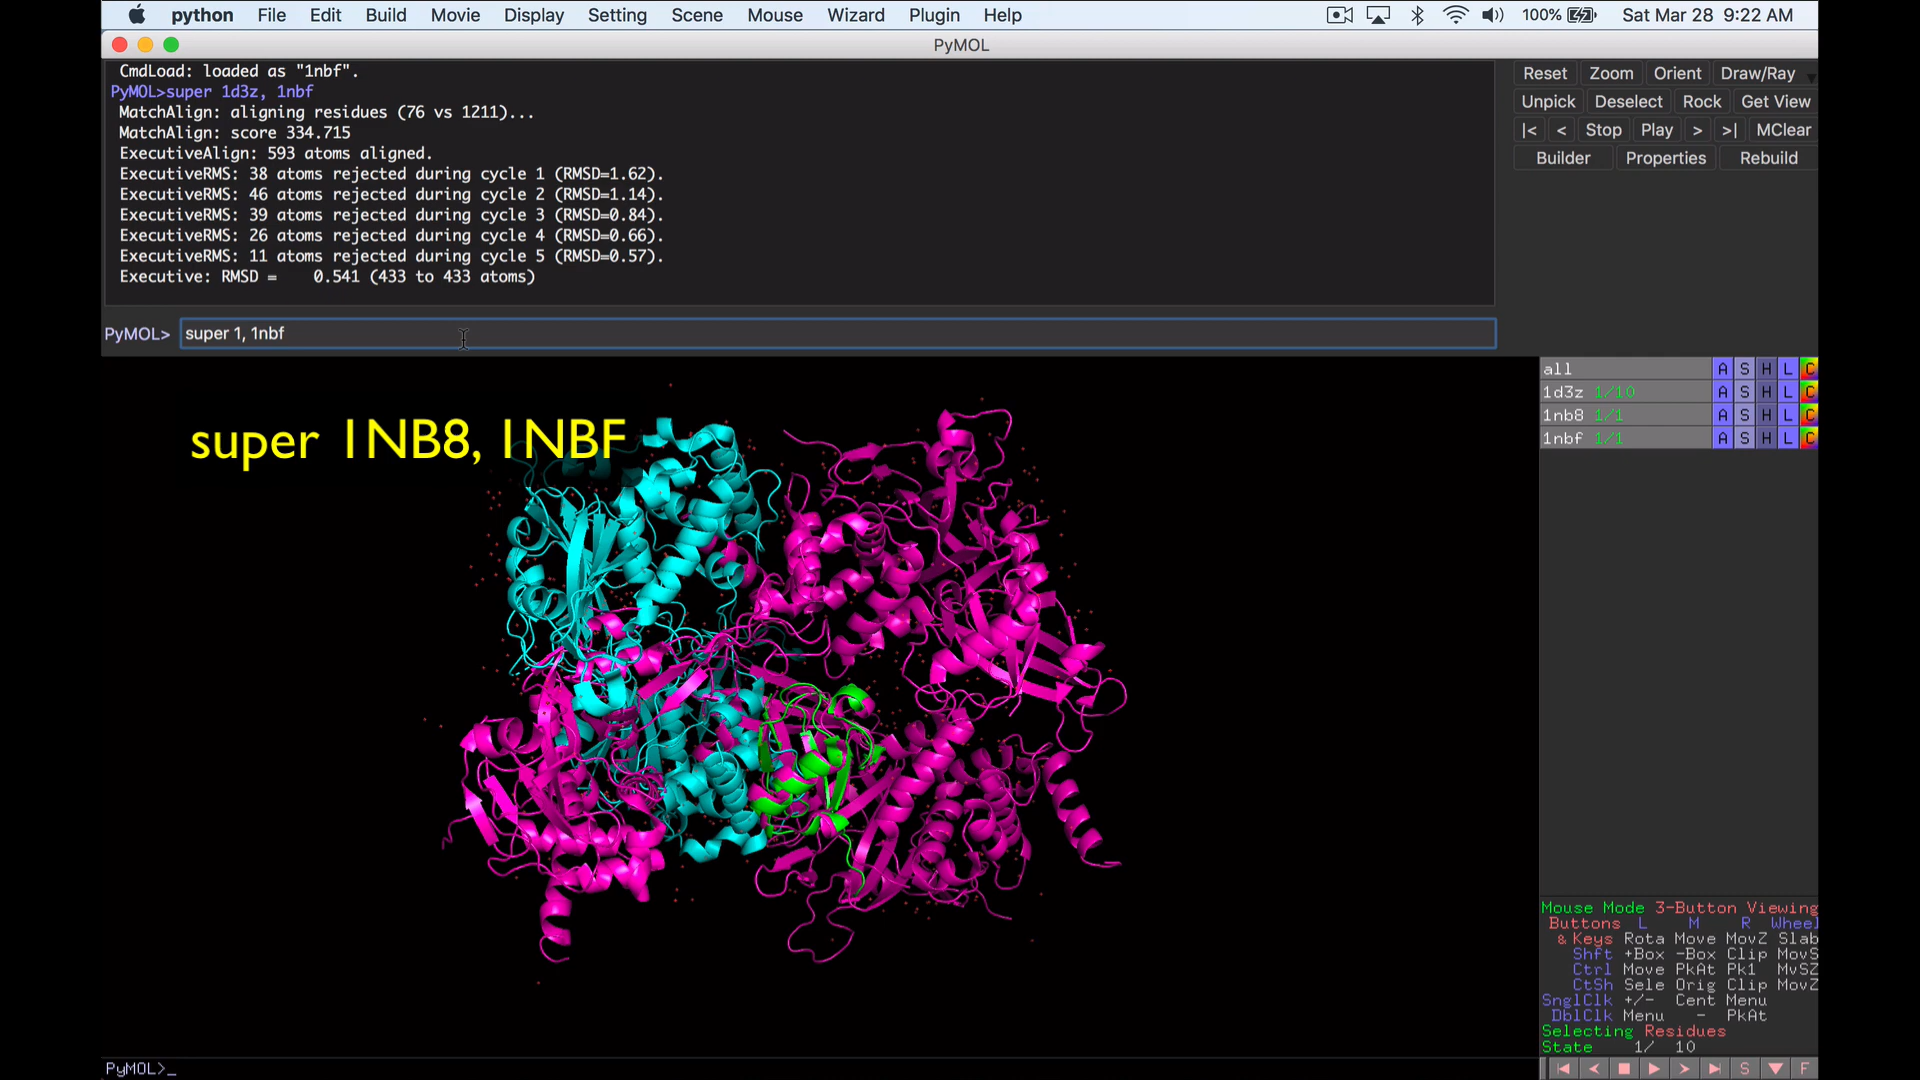 python File Edit Build Movie Display Setting Scene Mouse Wizard Plugin Help 100% Sat Mar 28 9:22 AM
PyMOL
CmdLoad: loaded as "1nbf".
PyMOL>super 1d3z, 1nbf
MatchAlign: aligning residues (76 vs 1211)...
MatchAlign: score 334.715
ExecutiveAlign: 593 atoms aligned.
ExecutiveRMS: 38 atoms rejected during cycle 1 (RMSD=1.62).
ExecutiveRMS: 46 atoms rejected during cycle 2 (RMSD=1.14).
ExecutiveRMS: 39 atoms rejected during cycle 3 (RMSD=0.84).
ExecutiveRMS: 26 atoms rejected during cycle 4 (RMSD=0.66).
ExecutiveRMS: 11 atoms rejected during cycle 5 (RMSD=0.57).
Executive: RMSD = 0.541 (433 to 433 atoms)
Reset Zoom Orient Draw/Ray
Unpick Deselect Rock Get View
|< < Stop Play > >| MClear
Builder Properties Rebuild
PyMOL> super 1, 1nbf
super 1NB8, 1NBF
all A S H L C
1d3z 1/10 A S H L C
1nb8 1/1 A S H L C
1nbf 1/1 A S H L C
Mouse Mode 3-Button Viewing
Buttons L M R Wheel
& Keys Rota Move MovZ Slab
Shft +Box -Box Clip MovS
Ctrl Move PkAt Pk1 MvSZ
CtSh Sele Orig Clip MovZ
SnglClk +/- Cent Menu
DblClk Menu - PkAt
Selecting Residues
State 1/ 10
PyMOL>_
S F